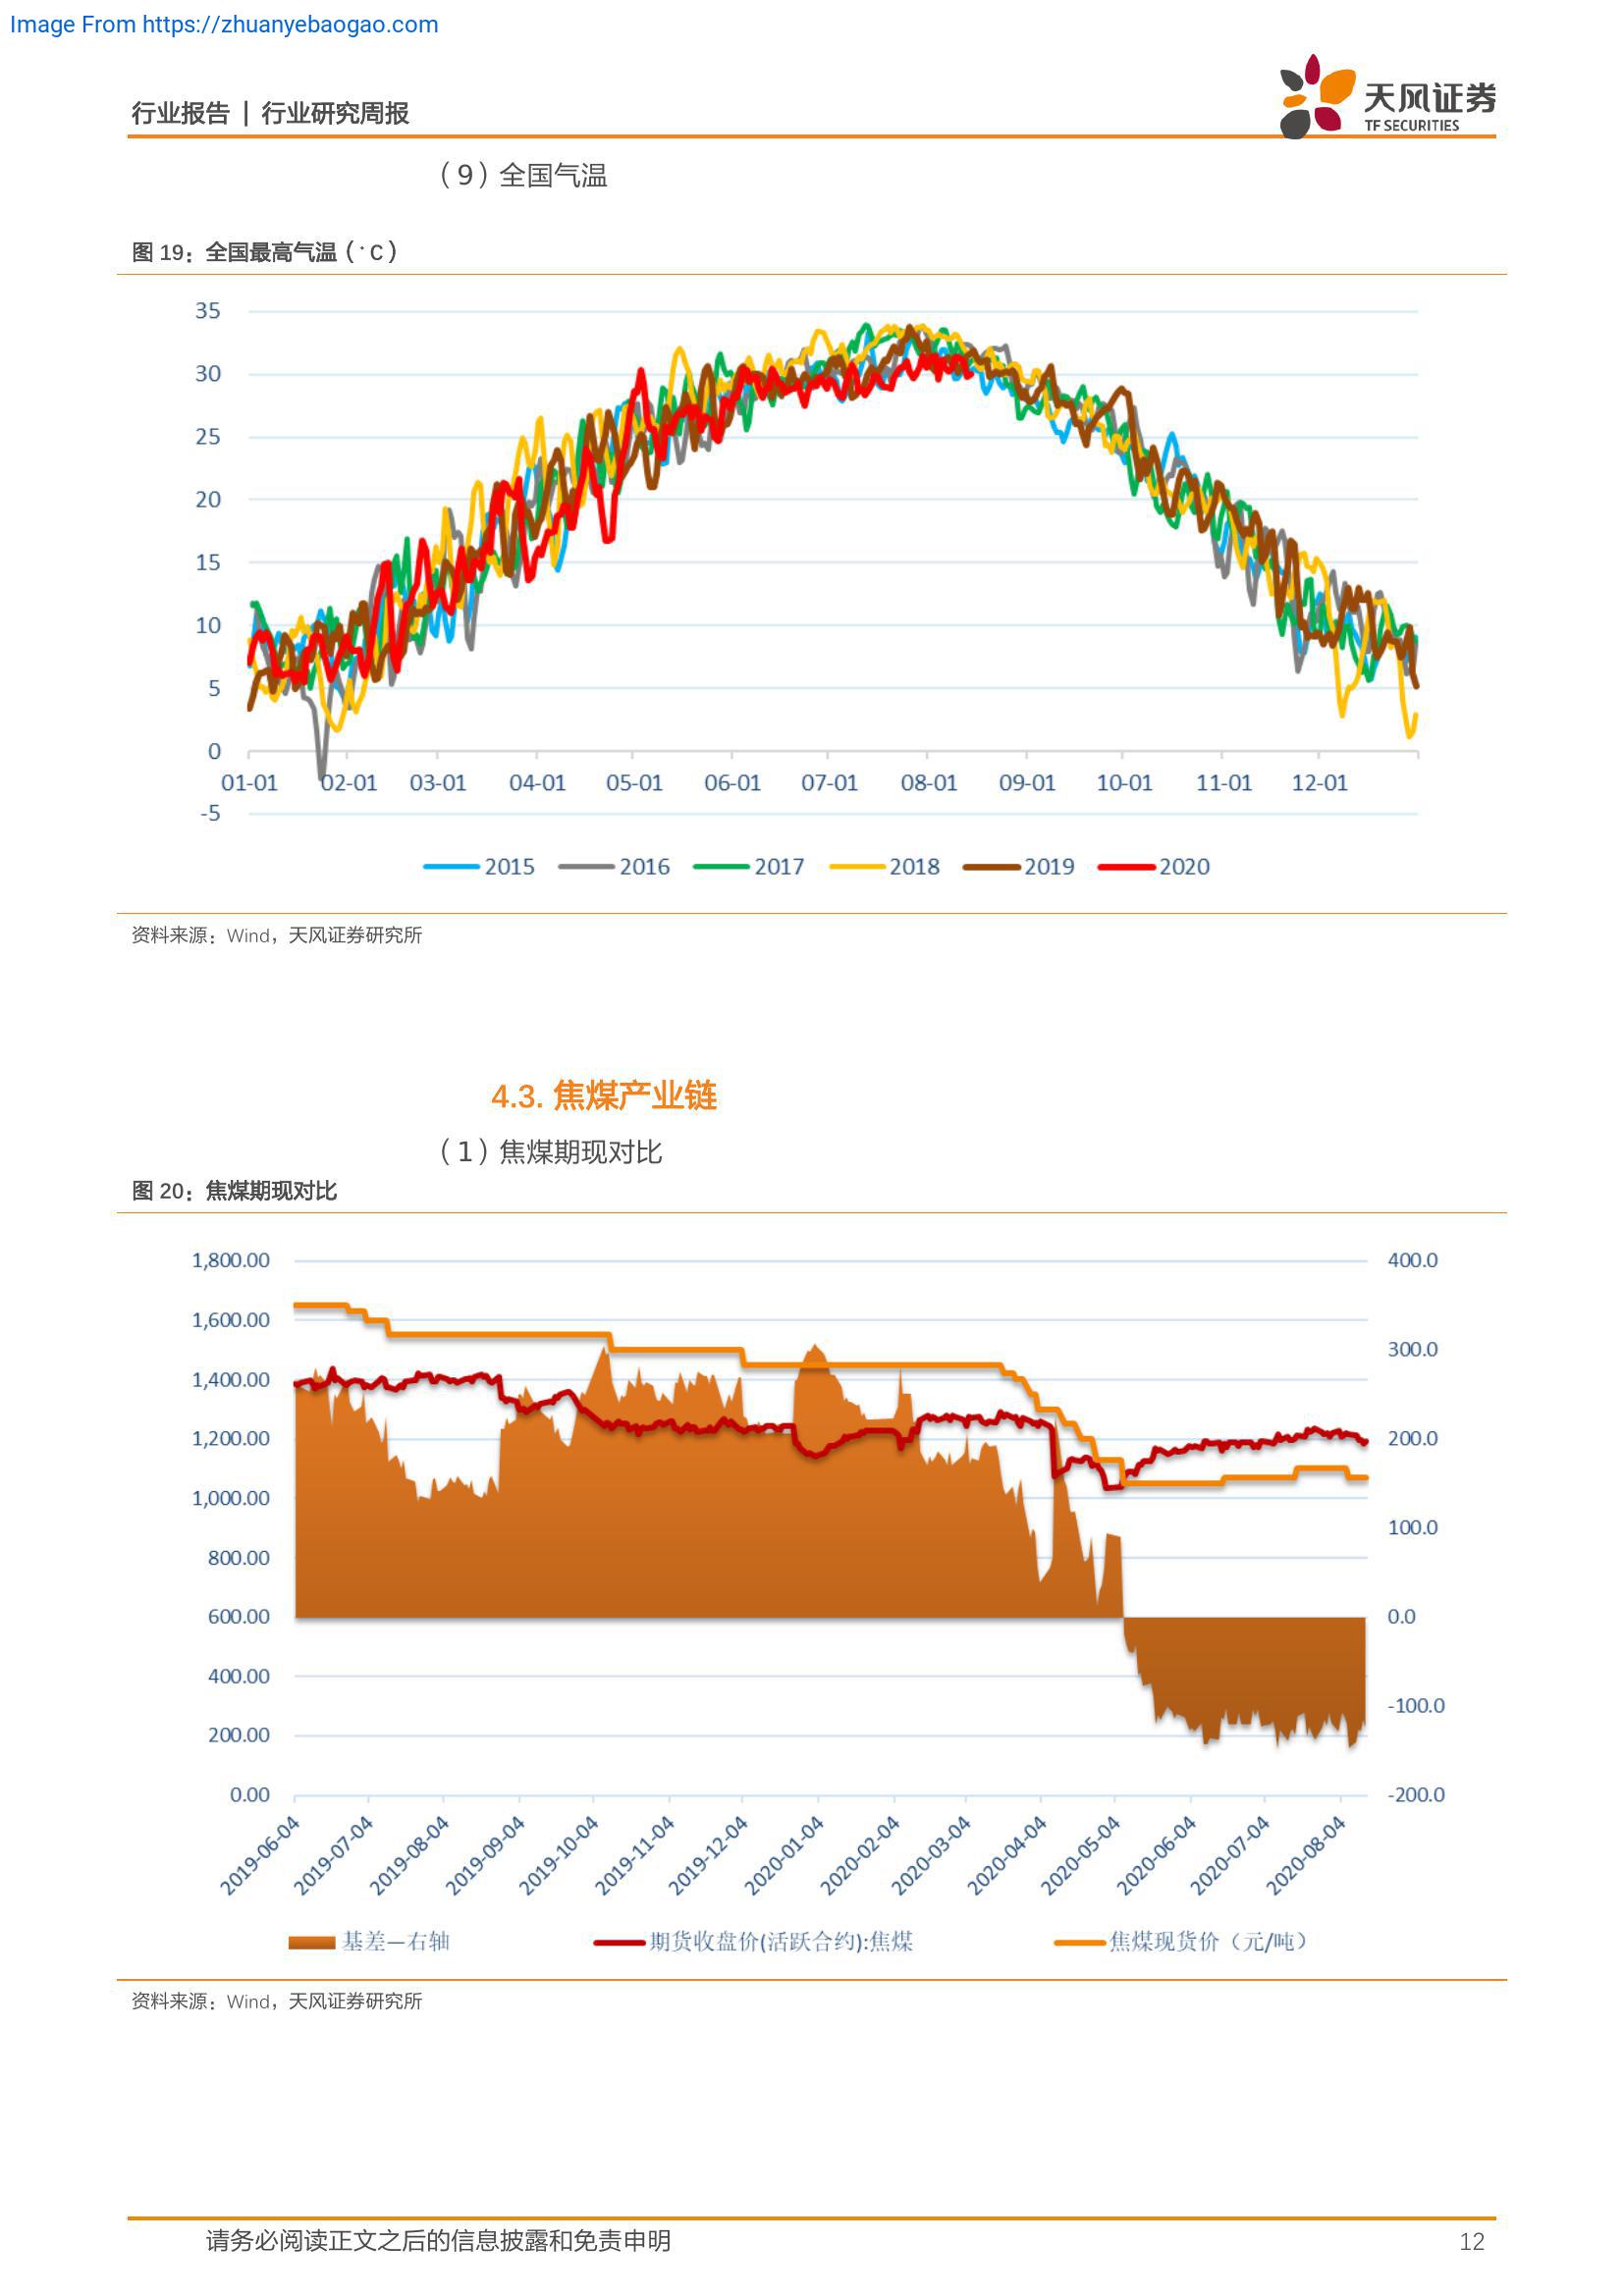 Image From https://zhuanyebaogao.com
天风证券
TF SECURITIES
行业报告 | 行业研究周报
（9）全国气温
图 19：全国最高气温（˙C）
35
30
25
20
15
10
5
0
01-01 02-01 03-01 04-01 05-01 06-01 07-01 08-01 09-01 10-01 11-01 12-01
-5
2015 2016 2017 2018 2019 2020
资料来源：Wind，天风证券研究所
4.3. 焦煤产业链
（1）焦煤期现对比
图 20：焦煤期现对比
1,800.00 400.0
1,600.00
300.0
1,400.00
1,200.00 200.0
1,000.00
100.0
800.00
600.00 0.0
400.00
-100.0
200.00
0.00 -200.0
2019-06-04 2019-07-04 2019-08-04 2019-09-04 2019-10-04 2019-11-04 2019-12-04 2020-01-04 2020-02-04 2020-03-04 2020-04-04 2020-05-04 2020-06-04 2020-07-04 2020-08-04
基差—右轴 期货收盘价(活跃合约):焦煤 焦煤现货价（元/吨）
资料来源：Wind，天风证券研究所
请务必阅读正文之后的信息披露和免责申明 12